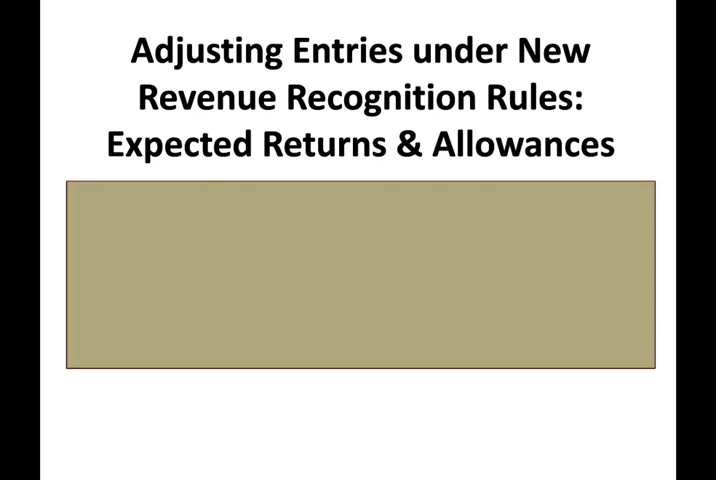 Adjusting Entries under New
Revenue Recognition Rules:
Expected Returns & Allowances